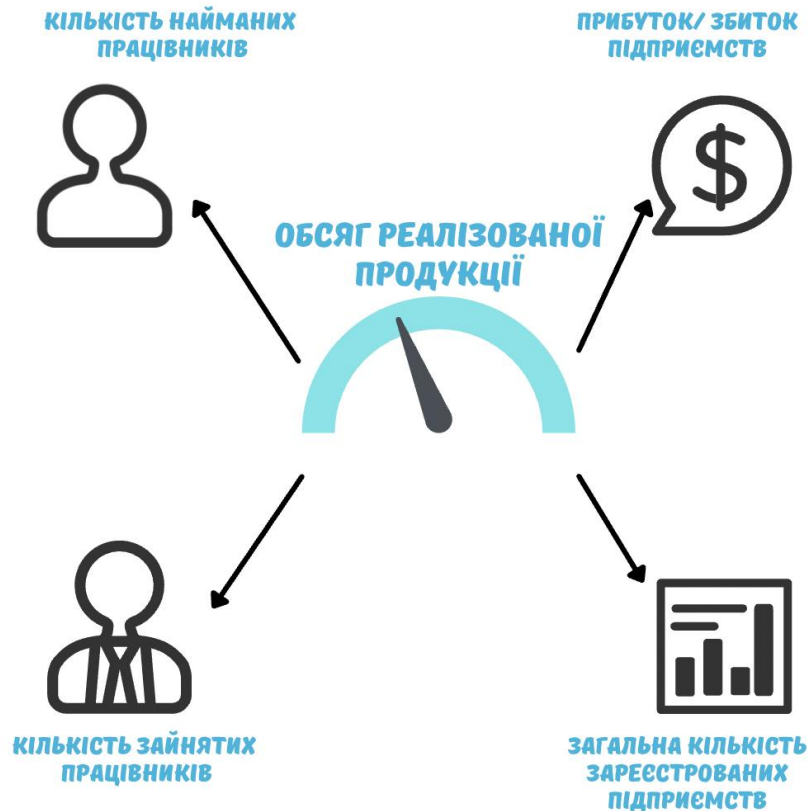 КІЛЬКІСТЬ НАЙМАНИХ
ПРАЦІВНИКІВ
ПРИБУТОК/ ЗБИТОК
ПІДПРИЄМСТВ
ОБСЯГ РЕАЛІЗОВАНОЇ
ПРОДУКЦІЇ
КІЛЬКІСТЬ ЗАЙНЯТИХ
ПРАЦІВНИКІВ
ЗАГАЛЬНА КІЛЬКІСТЬ
ЗАРЕЄСТРОВАНИХ
ПІДПРИЄМСТВ